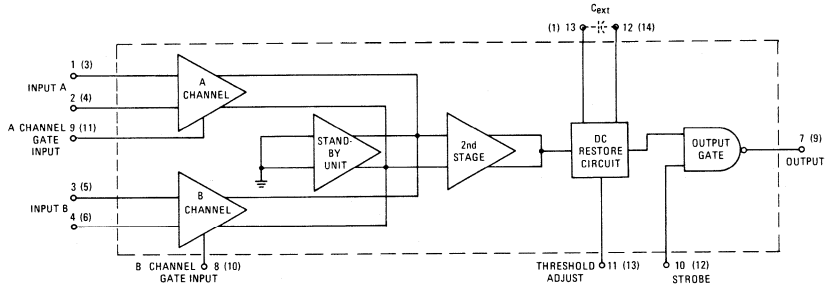 Cext
(1) 13
12 (14)
1 (3)
INPUT A
2 (4)
A CHANNEL 9 (11)
GATE
INPUT
A
CHANNEL
STAND-
BY UNIT
2nd
STAGE
DC
RESTORE
CIRCUIT
OUTPUT
GATE
7 (9)
OUTPUT
3 (5)
INPUT B
4 (6)
B
CHANNEL
B CHANNEL 8 (10)
GATE INPUT
THRESHOLD 11 (13)
ADJUST
10 (12)
STROBE